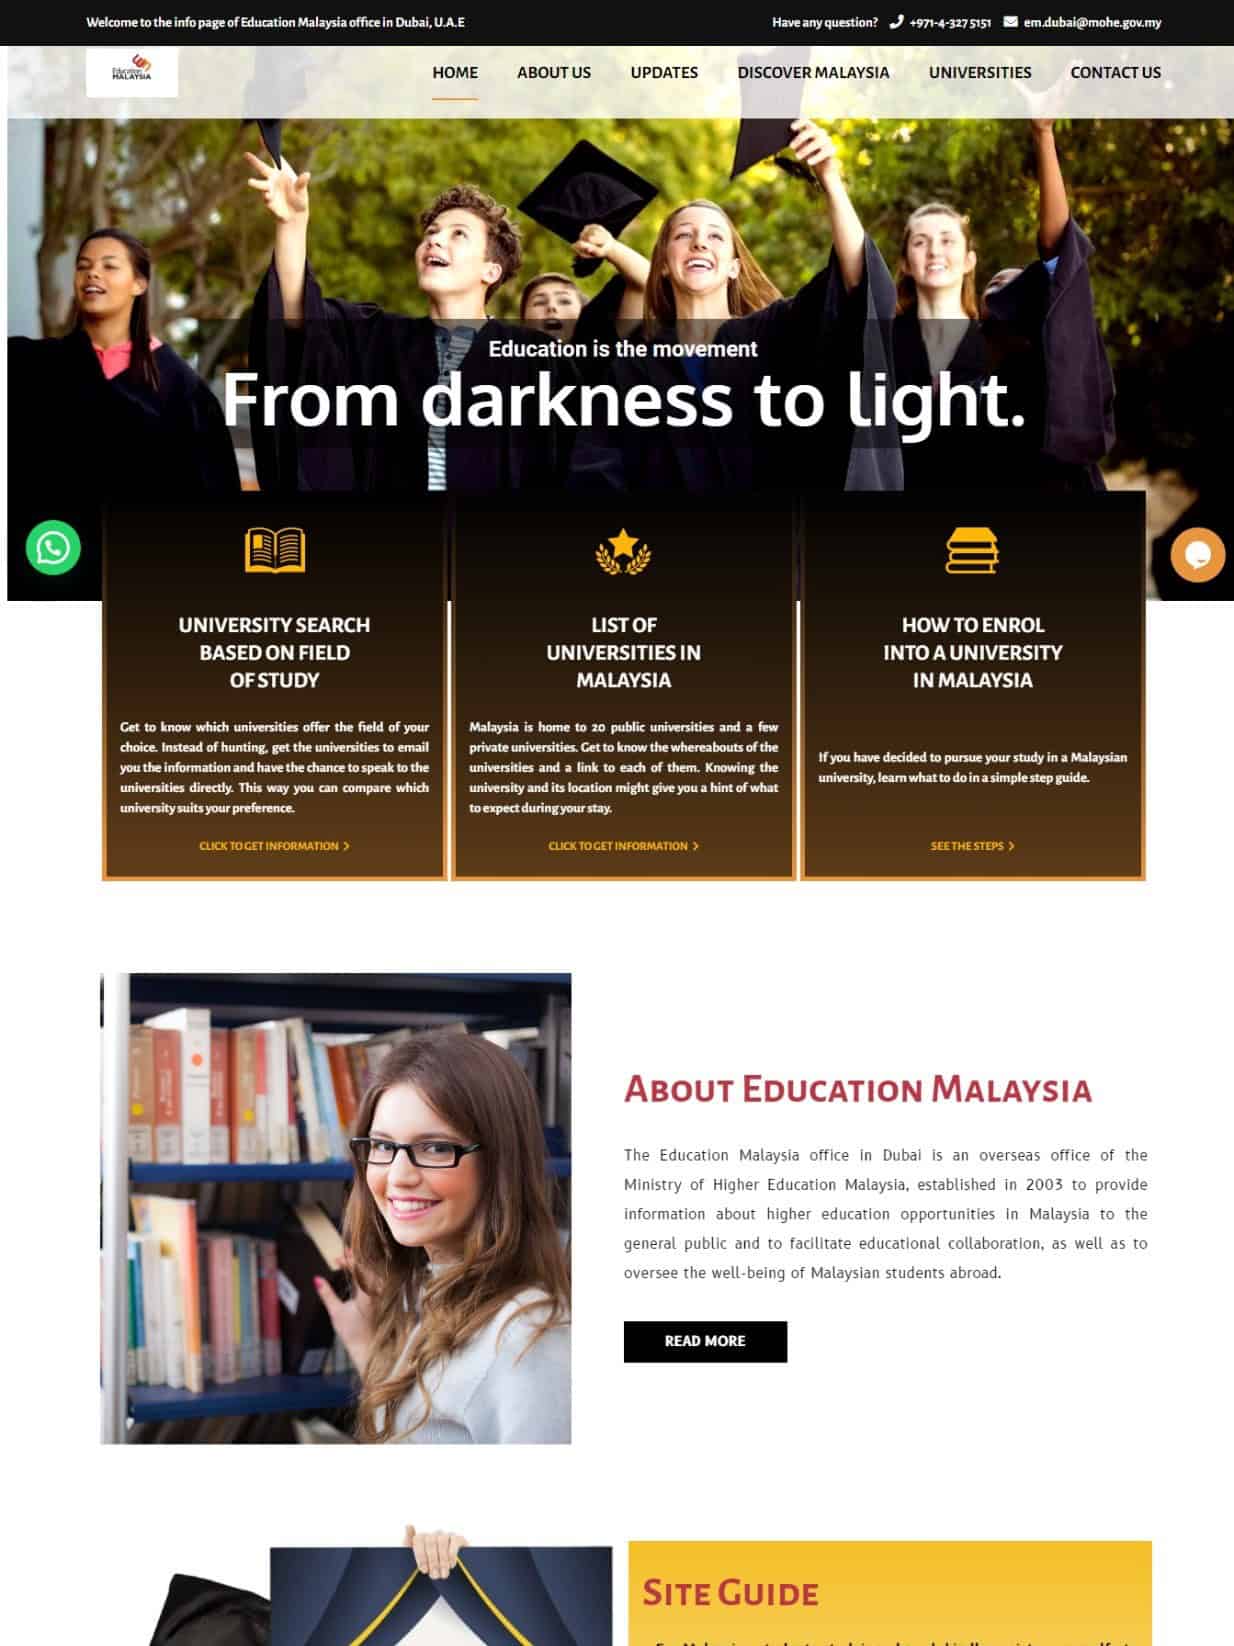 Welcome to the info page of Education Malaysia office in Dubai, U.A.E
Have any question? +971-4-327 5151 em.dubai@mohe.gov.my
Education
MALAYSIA
HOME ABOUT US UPDATES DISCOVER MALAYSIA UNIVERSITIES CONTACT US
Education is the movement
From darkness to light.
UNIVERSITY SEARCH
BASED ON FIELD
OF STUDY
Get to know which universities offer the field of your
choice. Instead of hunting, get the universities to email
you the information and have the chance to speak to the
universities directly. This way you can compare which
university suits your preference.
CLICK TO GET INFORMATION
LIST OF
UNIVERSITIES IN
MALAYSIA
Malaysia is home to 20 public universities and a few
private universities. Get to know the whereabouts of the
universities and a link to each of them. Knowing the
university and its location might give you a hint of what
to expect during your stay.
CLICK TO GET INFORMATION
HOW TO ENROL
INTO A UNIVERSITY
IN MALAYSIA
If you have decided to pursue your study in a Malaysian
university, learn what to do in a simple step guide.
SEE THE STEPS
About Education Malaysia
The Education Malaysia office in Dubai is an overseas office of the
Ministry of Higher Education Malaysia, established in 2003 to provide
information about higher education opportunities in Malaysia to the
general public and to facilitate educational collaboration, as well as to
oversee the well-being of Malaysian students abroad.
READ MORE
Site Guide